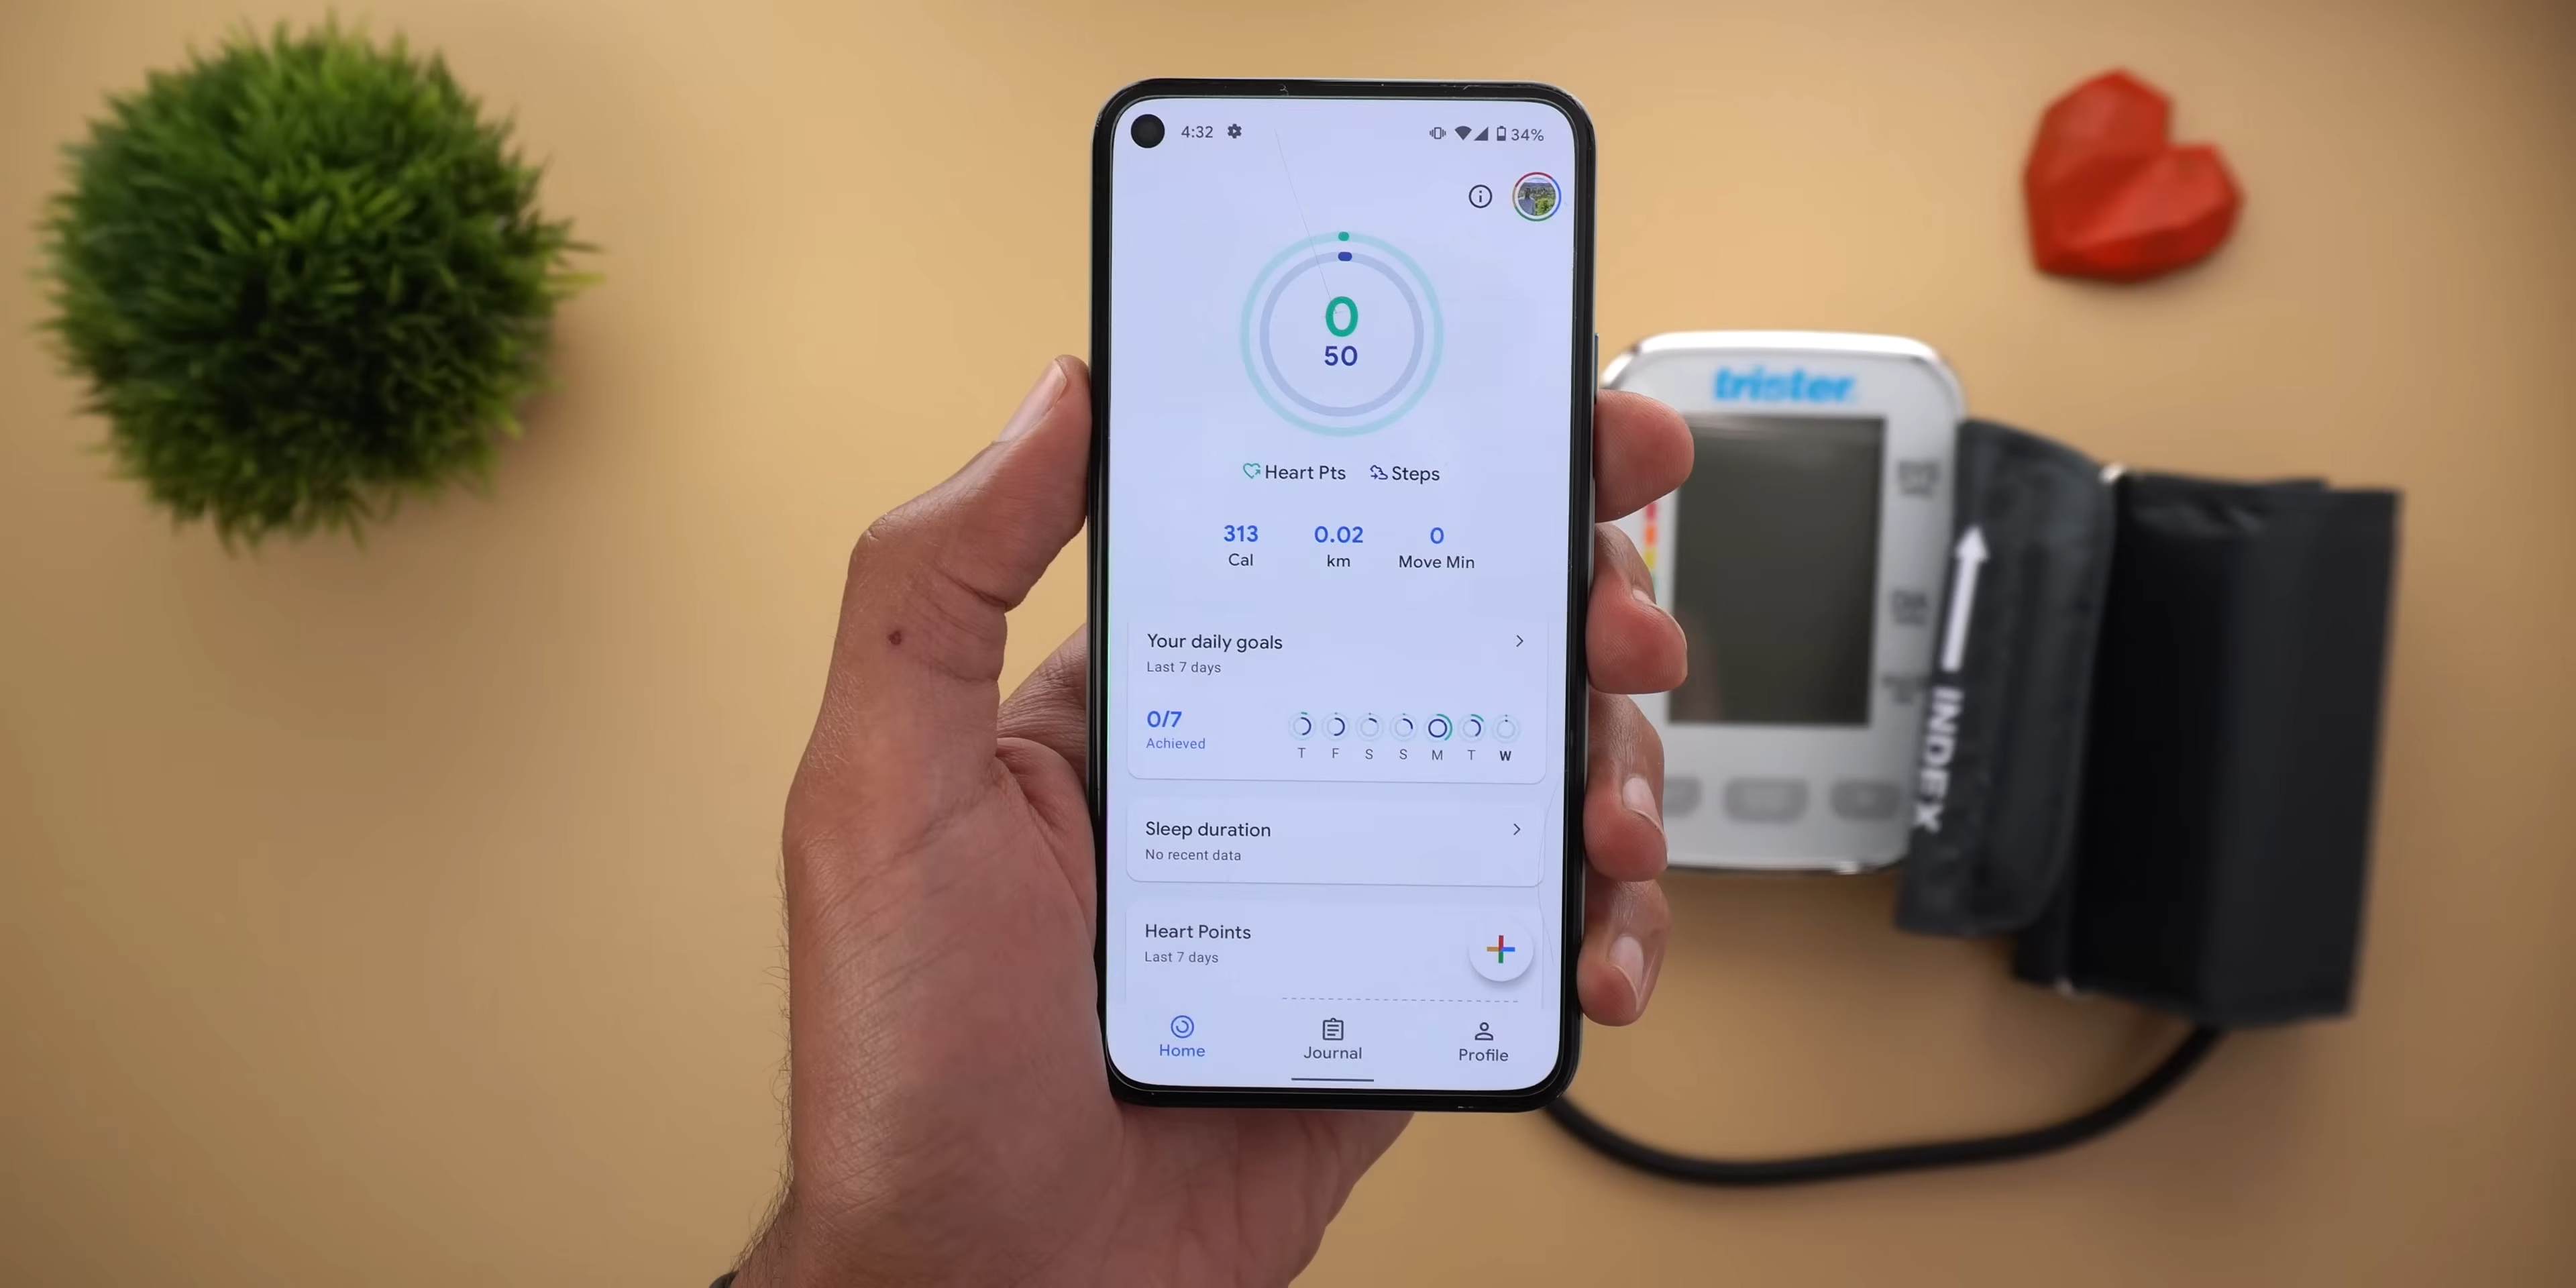 4:32
34%
0
50
Heart Pts
Steps
313
0.02
0
Cal
km
Move Min
Your daily goals
Last 7 days
0/7
Achieved
T F S S M T W
Sleep duration
No recent data
Heart Points
Last 7 days
Home
Journal
Profile
trister
SYS
DIA
INDEX